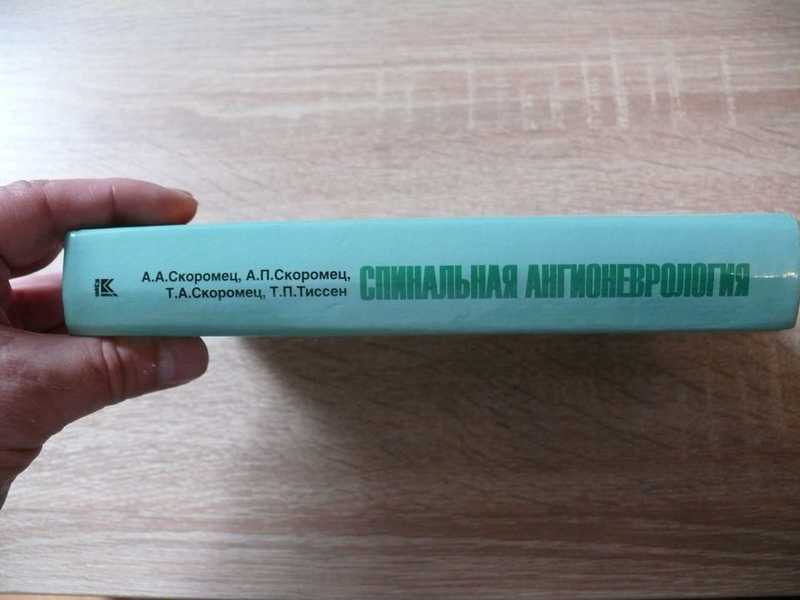 А.А.Скоромец, А.П.Скоромец,
Т.А.Скоромец, Т.П.Тиссен
СПИНАЛЬНАЯ АНГИОНЕВРОЛОГИЯ